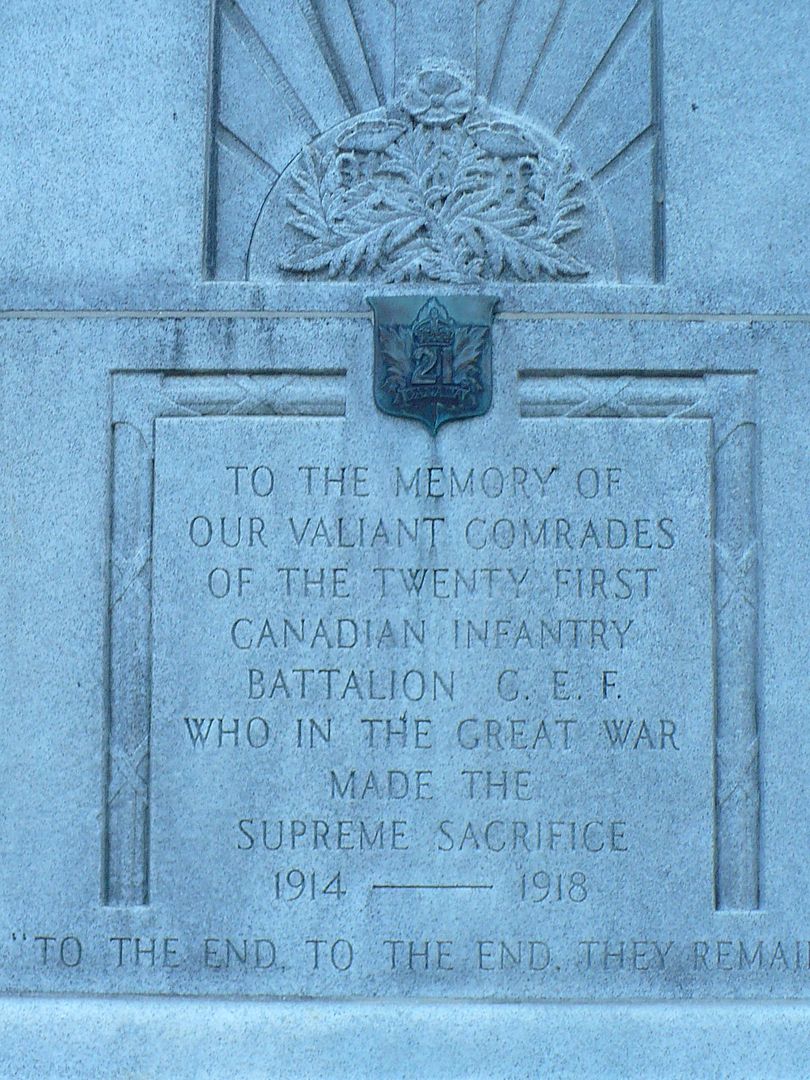 21
CANADA
TO THE MEMORY OF
OUR VALIANT COMRADES
OF THE TWENTY FIRST
CANADIAN INFANTRY
BATTALION C. E. F.
WHO IN THE GREAT WAR
MADE THE
SUPREME SACRIFICE
1914 — 1918
"TO THE END, TO THE END, THEY REMAI